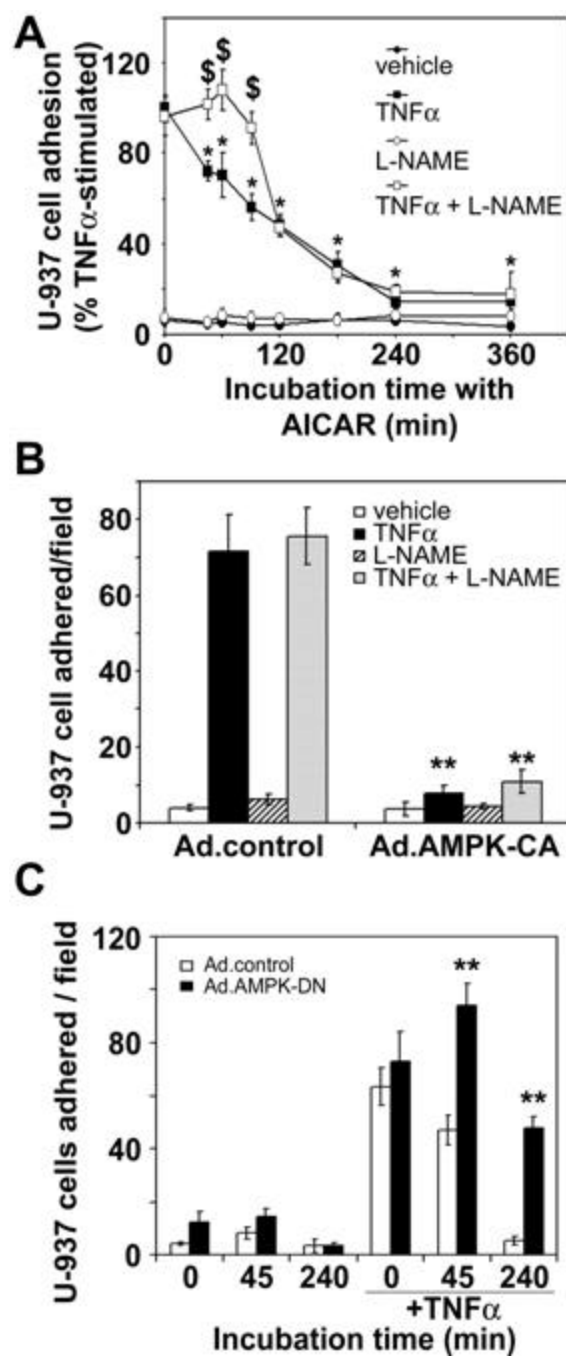 A
U-937 cell adhesion
(% TNFα-stimulated)
120
80
40
0
$
$
$
*
*
*
*
*
*
*
vehicle
TNFα
L-NAME
TNFα + L-NAME
0
120
240
360
Incubation time with
AICAR (min)
B
U-937 cell adhered/field
80
60
40
20
0
vehicle
TNFα
L-NAME
TNFα + L-NAME
**
**
Ad.control
Ad.AMPK-CA
C
U-937 cells adhered / field
120
80
40
0
Ad.control
Ad.AMPK-DN
**
**
0 45 240 0 45 240
+TNFα
Incubation time (min)